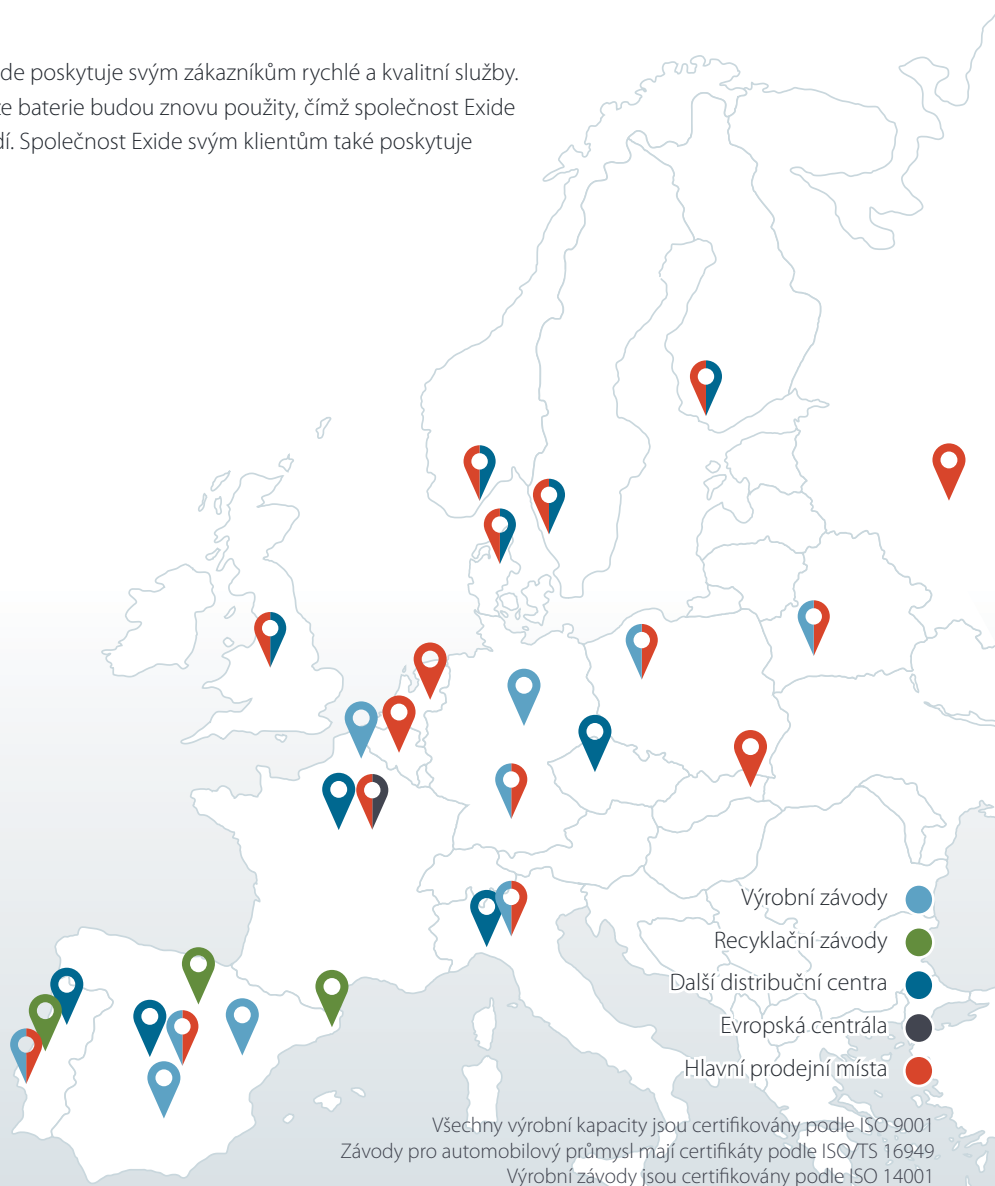 de poskytuje svým zákazníkům rychlé a kvalitní služby.
ze baterie budou znovu použity, čímž společnost Exide
dí. Společnost Exide svým klientům také poskytuje
Výrobní závody
Recyklační závody
Další distribuční centra
Evropská centrála
Hlavní prodejní místa
Všechny výrobní kapacity jsou certifikovány podle ISO 9001
Závody pro automobilový průmysl mají certifikáty podle ISO/TS 16949
Výrobní závody jsou certifikovány podle ISO 14001